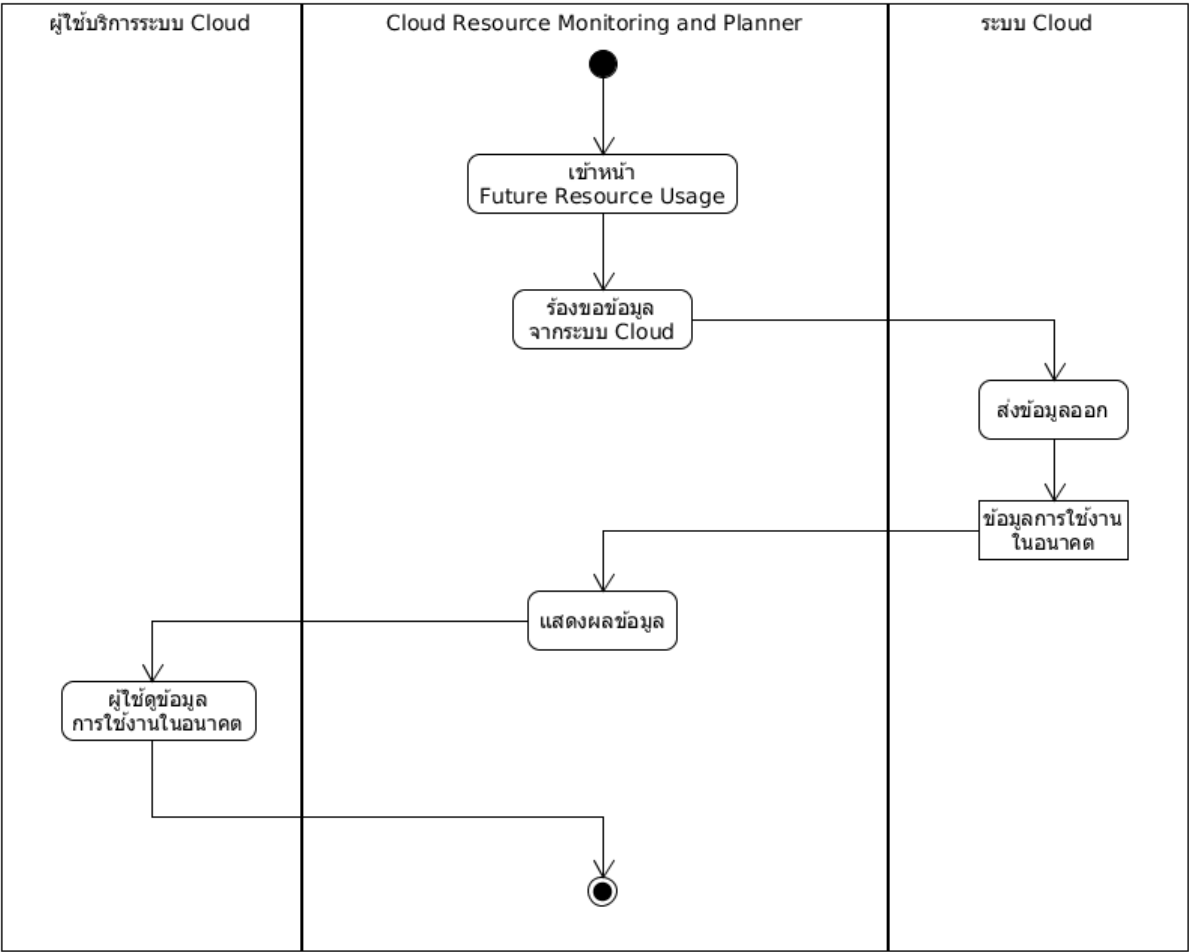 ผู้ใช้บริการระบบ Cloud
Cloud Resource Monitoring and Planner
ระบบ Cloud
เข้าหน้า
Future Resource Usage
ร้องขอข้อมูล
จากระบบ Cloud
ส่งข้อมูลออก
ข้อมูลการใช้งาน
ในอนาคต
แสดงผลข้อมูล
ผู้ใช้ดูข้อมูล
การใช้งานในอนาคต